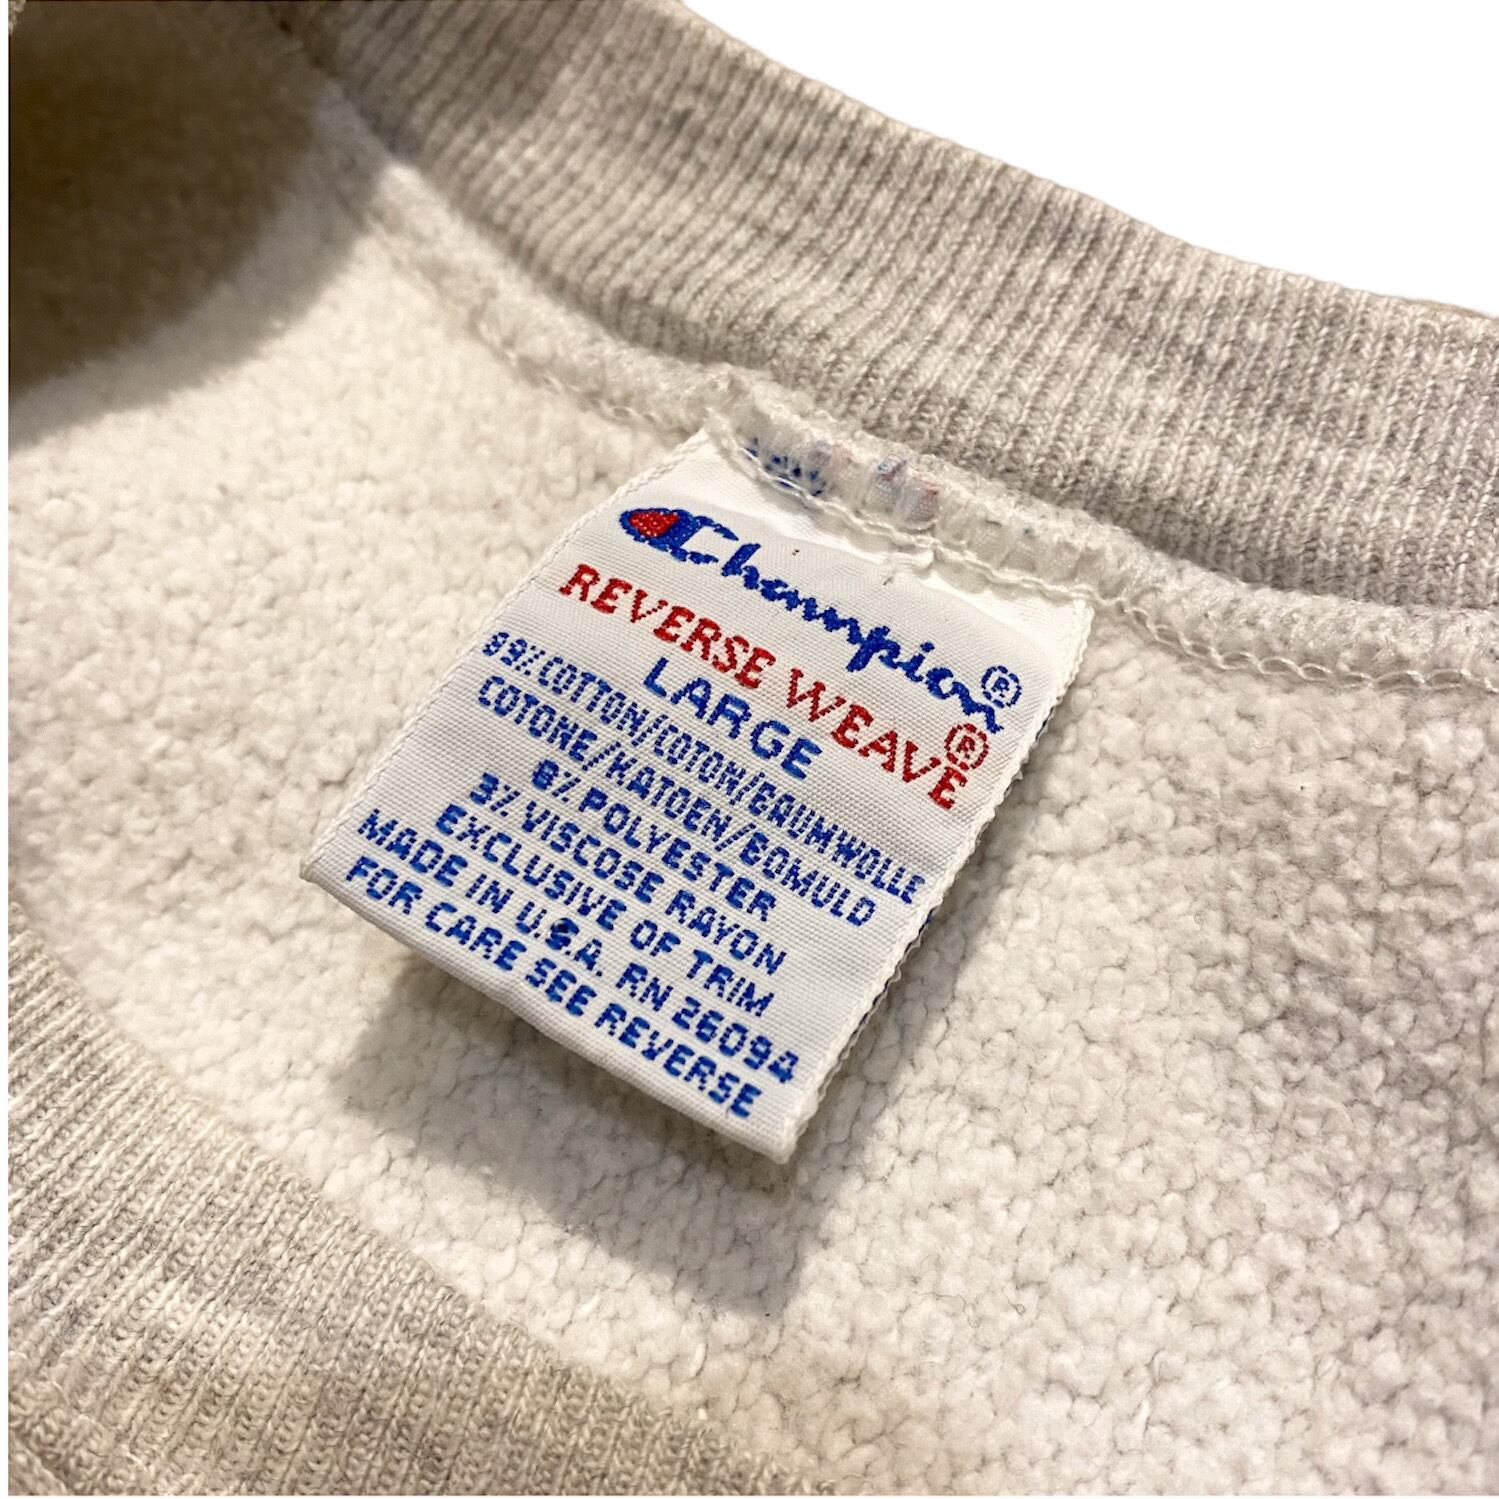 Champion®
REVERSE WEAVE®
LARGE
89% COTTON/COTON/BAUMWOLLE
COTONE/KATOEN/BOMULD
8% POLYESTER
3% VISCOSE RAYON
EXCLUSIVE OF TRIM
MADE IN U.S.A. RN 26094
FOR CARE SEE REVERSE